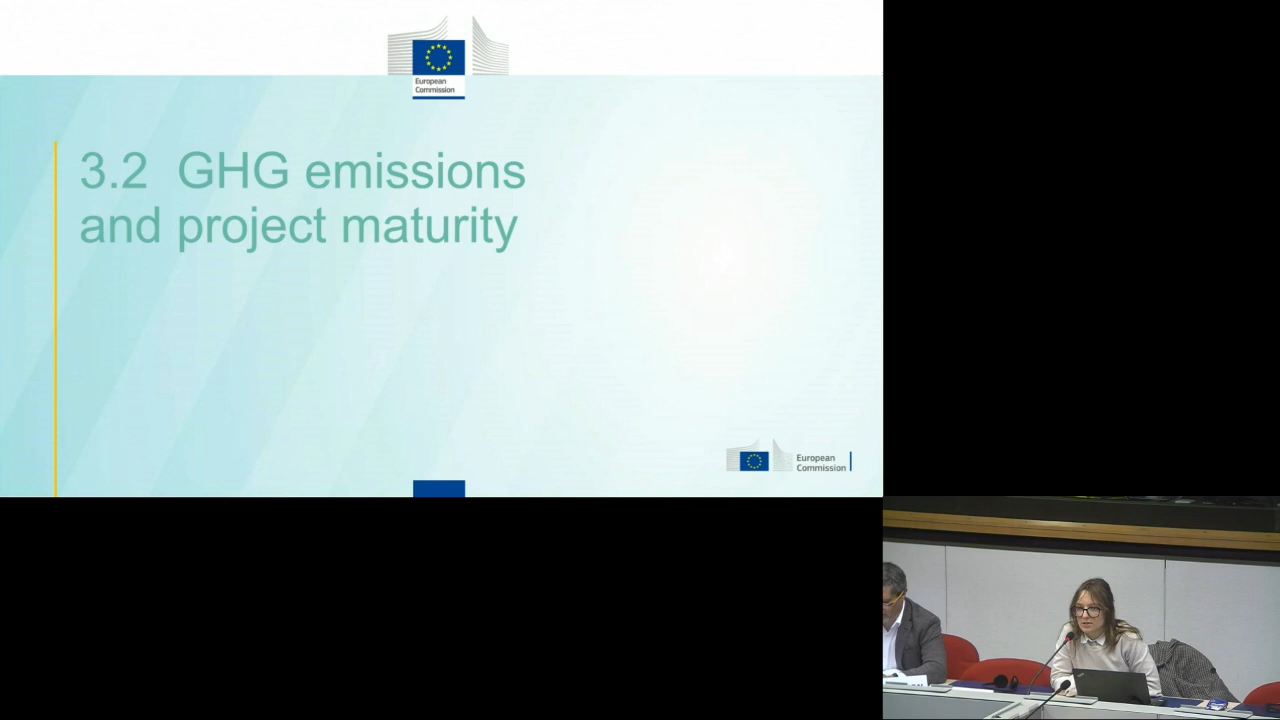 European
Commission
3.2 GHG emissions
and project maturity
European
Commission